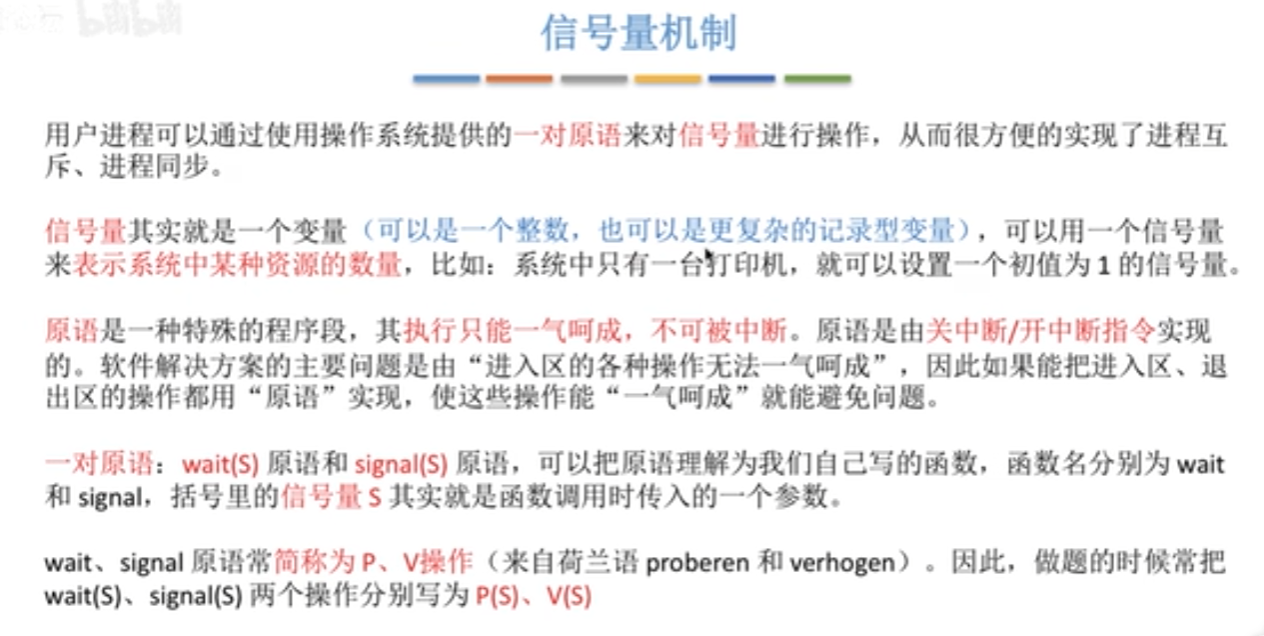 信号量机制
用户进程可以通过使用操作系统提供的一对原语来对信号量进行操作，从而很方便的实现了进程互
斥、进程同步。
信号量其实就是一个变量（可以是一个整数，也可以是更复杂的记录型变量），可以用一个信号量
来表示系统中某种资源的数量，比如：系统中只有一台打印机，就可以设置一个初值为 1 的信号量。
原语是一种特殊的程序段，其执行只能一气呵成，不可被中断。原语是由关中断/开中断指令实现
的。软件解决方案的主要问题是由“进入区的各种操作无法一气呵成”，因此如果能把进入区、退
出区的操作都用“原语”实现，使这些操作能“一气呵成”就能避免问题。
一对原语：wait(S) 原语和 signal(S) 原语，可以把原语理解为我们自己写的函数，函数名分别为 wait
和 signal，括号里的信号量 S 其实就是函数调用时传入的一个参数。
wait、signal 原语常简称为 P、V操作（来自荷兰语 proberen 和 verhogen）。因此，做题的时候常把
wait(S)、signal(S) 两个操作分别写为 P(S)、V(S)